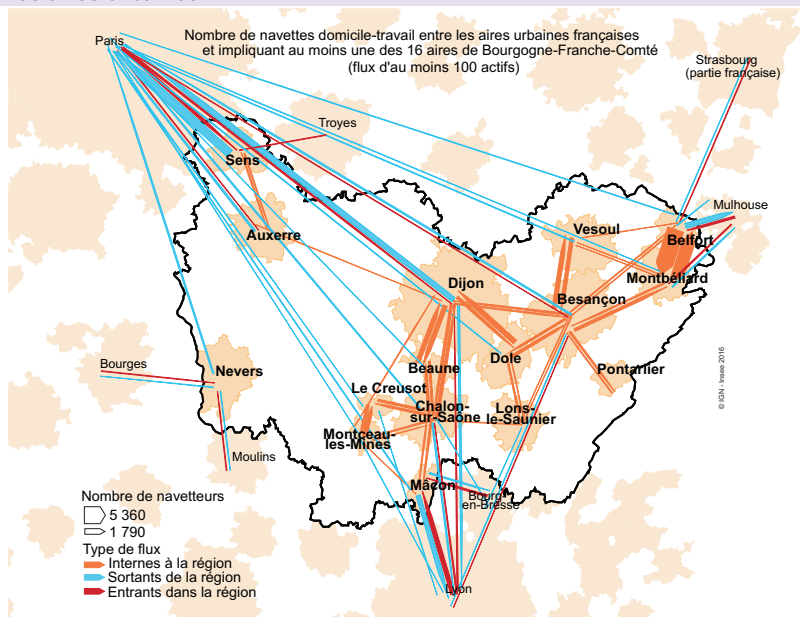 Nombre de navettes domicile-travail entre les aires urbaines françaises
et impliquant au moins une des 16 aires de Bourgogne-Franche-Comté
(flux d'au moins 100 actifs)
Paris
Strasbourg
(partie française)
Troyes
Sens
Mulhouse
Auxerre
Vesoul
Belfort
Montbéliard
Dijon
Besançon
Dole
Bourges
Nevers
Beaune
Pontarlier
Le Creusot
Chalon-
sur-Saône
Lons-
le-Saunier
Montceau-
les-Mines
Moulins
Mâcon
Bourg
en-Bresse
Lyon
© IGN - Insee 2016
Nombre de navetteurs
5 360
1 790
Type de flux
Internes à la région
Sortants de la région
Entrants dans la région